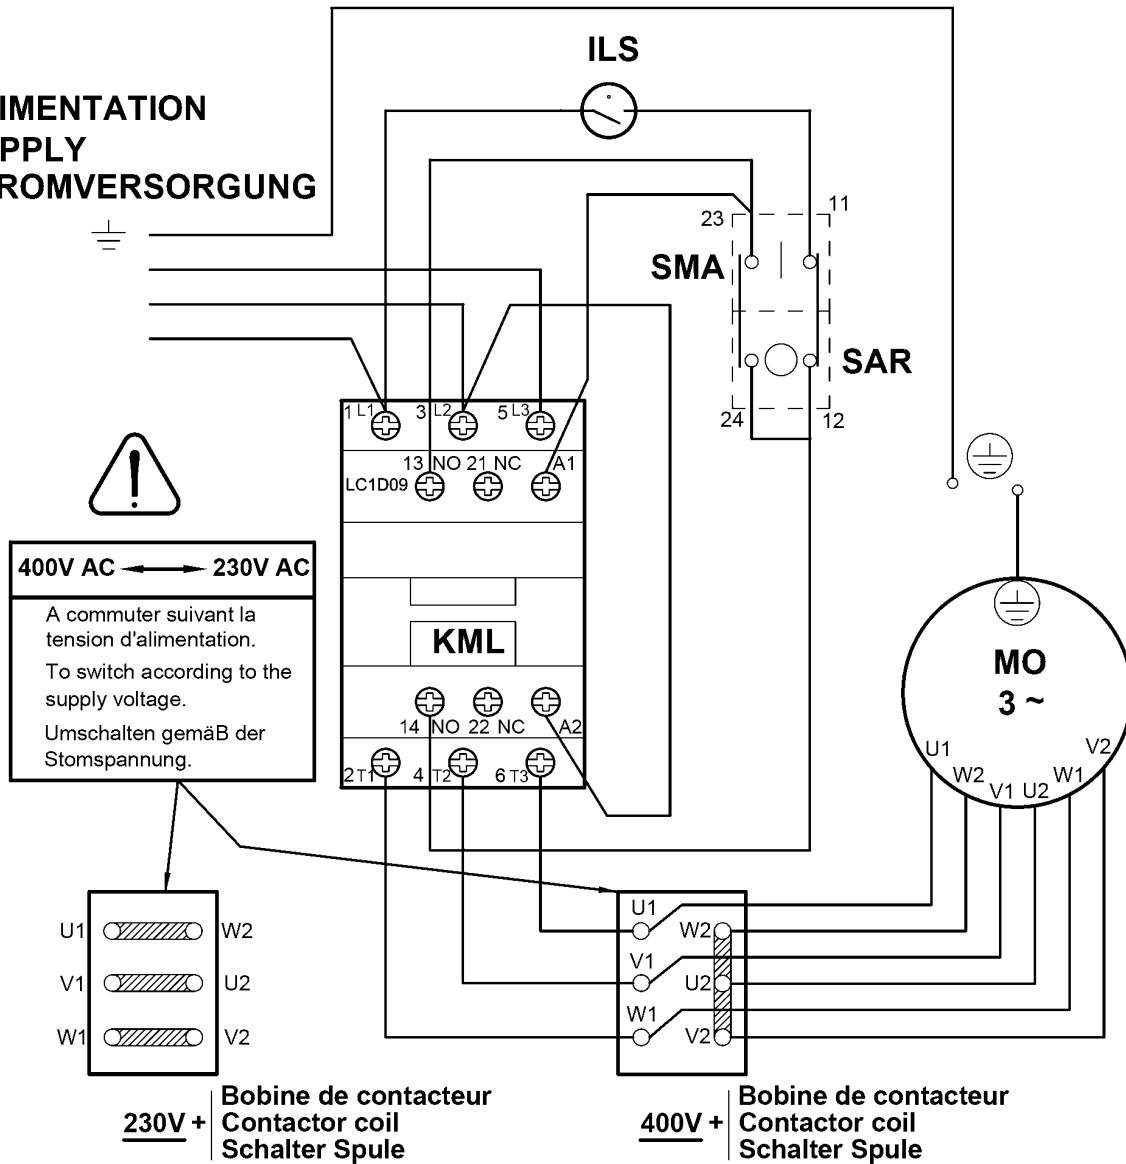 ILS
IMENTATION
PPLY
ROMVERSORGUNG
23
11
SMA
SAR
24
12
1 L1 3 L2 5 L3
13 NO 21 NC A1
LC1D09
KML
14 NO 22 NC A2
2 T1 4 T2 6 T3
400V AC 230V AC
A commuter suivant la
tension d'alimentation.
To switch according to the
supply voltage.
Umschalten gemäB der
Stomspannung.
MO
3 ~
U1 W2 V1 U2 W1 V2
U1 W2
V1 U2
W1 V2
U1 W2
V1 U2
W1 V2
230V +
Bobine de contacteur
Contactor coil
Schalter Spule
400V +
Bobine de contacteur
Contactor coil
Schalter Spule